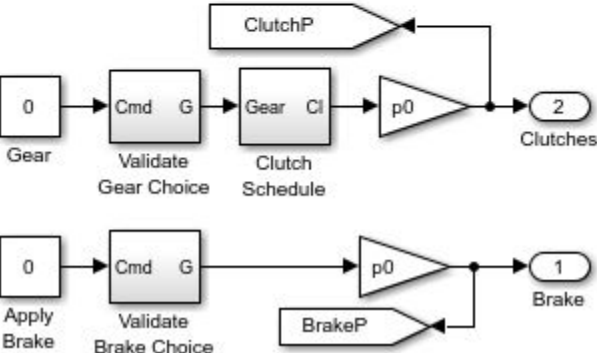 ClutchP
0
Cmd G
Gear Cl
p0
2
Gear
Validate
Gear Choice
Clutch
Schedule
Clutches
0
Cmd G
p0
1
Apply
Brake
Validate
Brake Choice
BrakeP
Brake